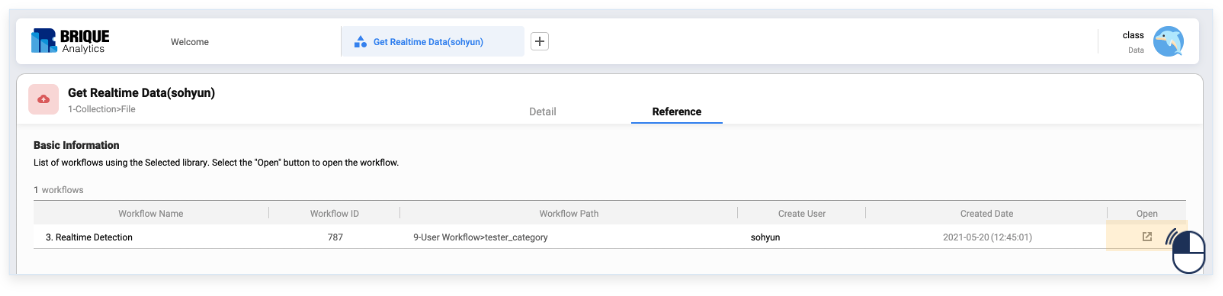 BRIQUE
Analytics
Welcome
Get Realtime Data(sohyun)
class
Data
Get Realtime Data(sohyun)
1-Collection>File
Detail
Reference
Basic Information
List of workflows using the Selected library. Select the "Open" button to open the workflow.
1 workflows
Workflow Name Workflow ID Workflow Path Create User Created Date Open
3. Realtime Detection 787 9-User Workflow>tester_category sohyun 2021-05-20 (12:45:01)